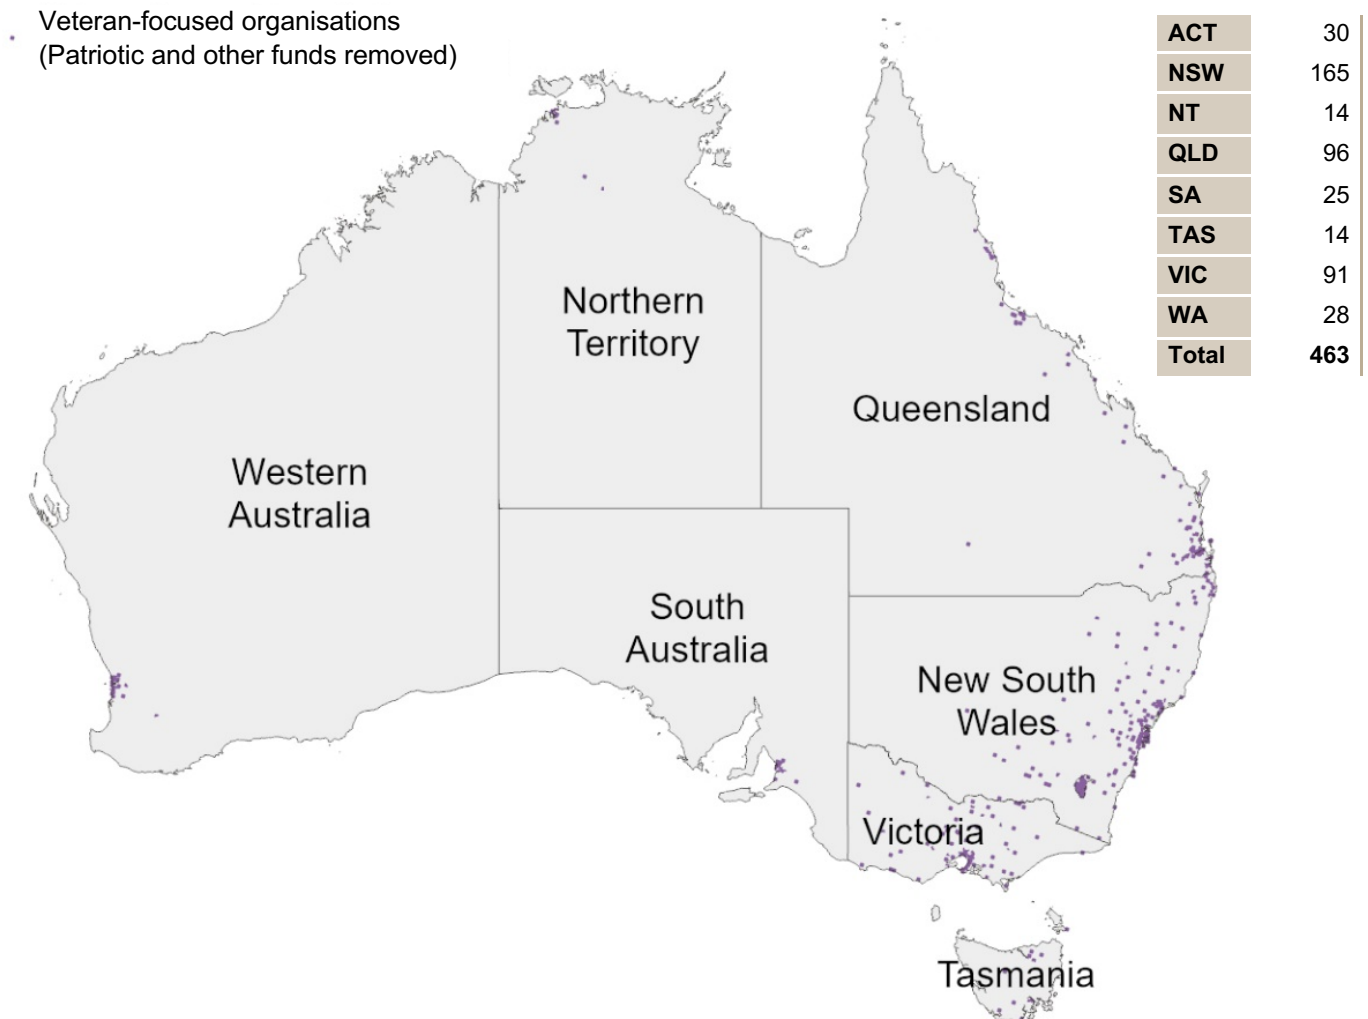 Veteran-focused organisations
(Patriotic and other funds removed)
ACT 30
NSW 165
NT 14
QLD 96
SA 25
TAS 14
VIC 91
WA 28
Total 463
Northern
Territory
Queensland
Western
Australia
South
Australia
New South
Wales
Victoria
Tasmania